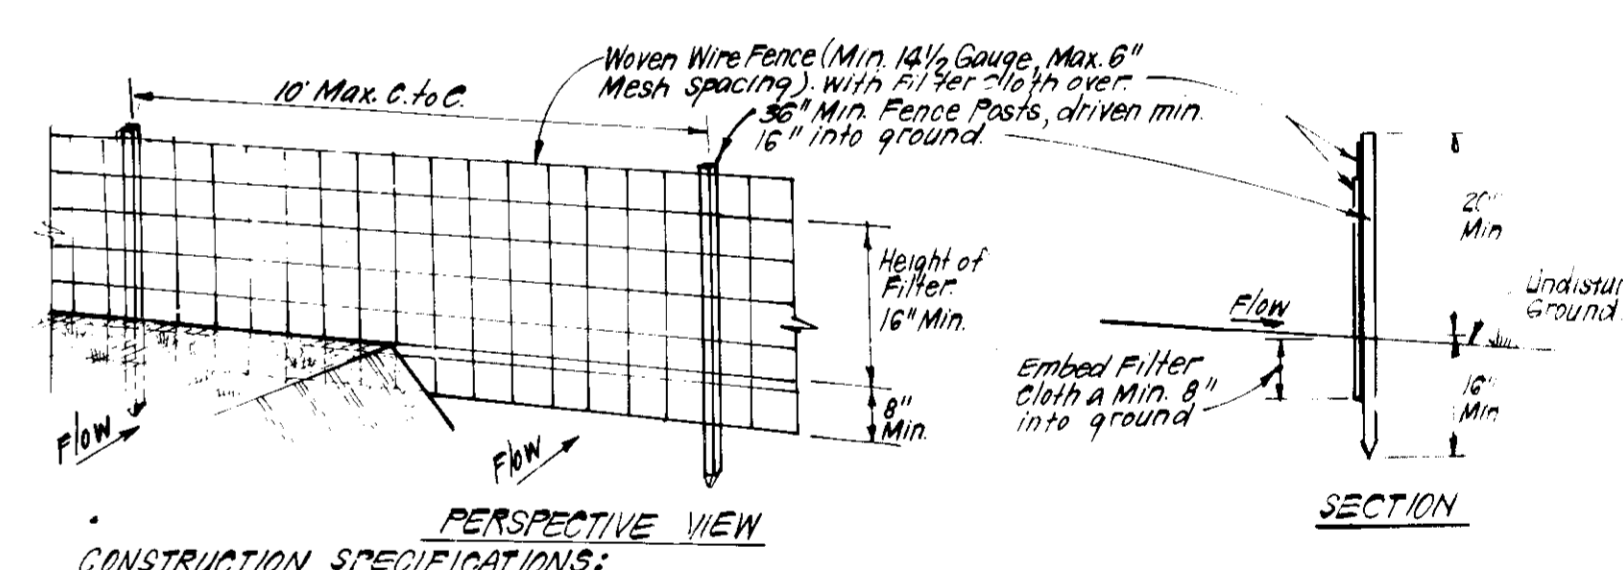 Woven Wire Fence (Min. 14½ Gauge, Max. 6"
Mesh Spacing). With Filter Cloth over.
10' Max. C. to C.
36" Min. Fence Posts, driven min.
16" into ground.
Height of
Filter.
16" Min.
8"
Min.
Flow
Flow
PERSPECTIVE VIEW
Flow
Embed Filter
Cloth a Min. 8"
into ground
20"
Min
Undistur
Ground.
16"
Min
SECTION
CONSTRUCTION SPECIFICATIONS: